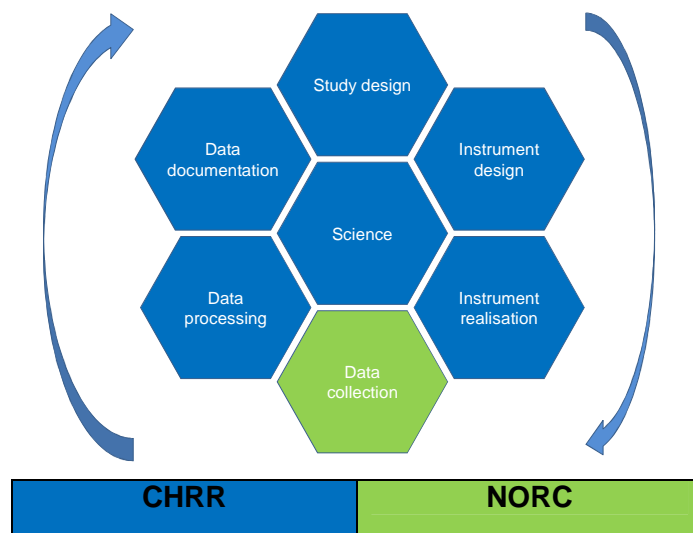 Study design
Data
documentation
Instrument
design
Science
Data
processing
Instrument
realisation
Data
collection
CHRR
NORC